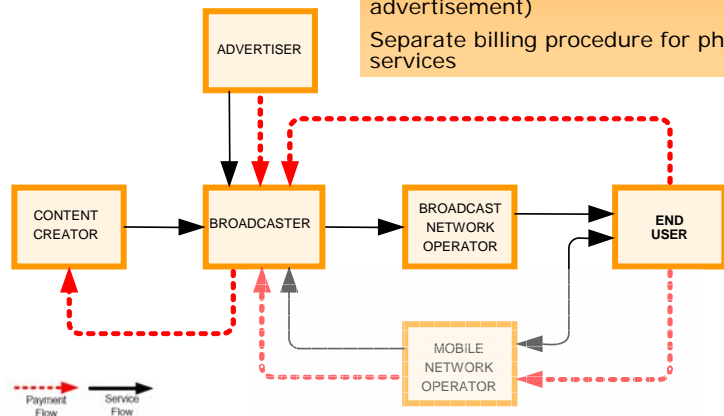 advertisement)
Separate billing procedure for
services
ADVERTISER
CONTENT
CREATOR
BROADCASTER
BROADCAST
NETWORK
OPERATOR
END
USER
MOBILE
NETWORK
OPERATOR
Payment
Flow
Service
Flow